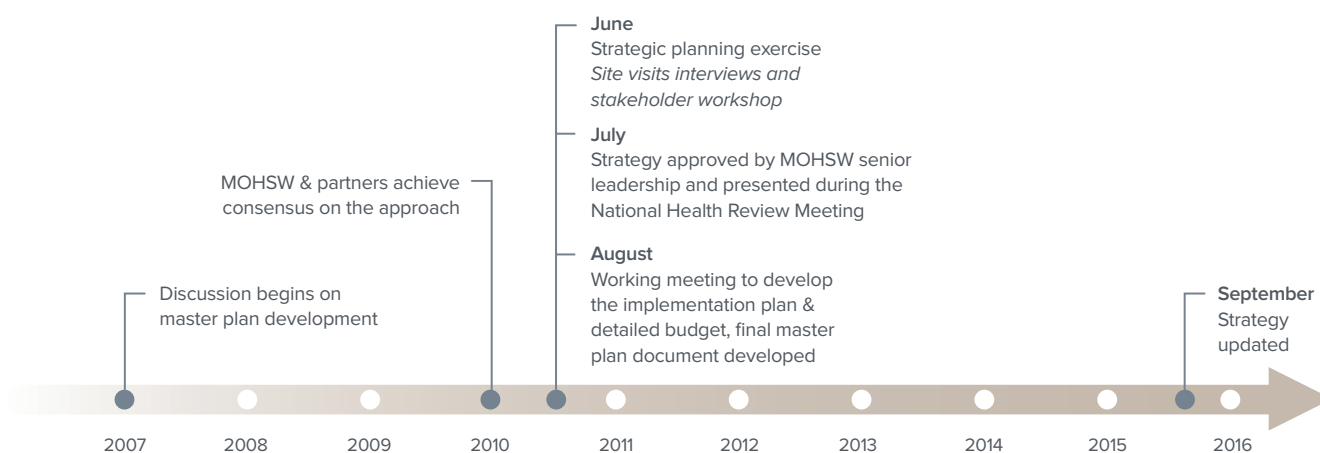 June
Strategic planning exercise
Site visits interviews and
stakeholder workshop
July
Strategy approved by MOHSW senior
leadership and presented during the
National Health Review Meeting
MOHSW & partners achieve
consensus on the approach
August
Working meeting to develop
the implementation plan &
detailed budget, final master
plan document developed
Discussion begins on
master plan development
September
Strategy
updated
2007 2008 2009 2010 2011 2012 2013 2014 2015 2016